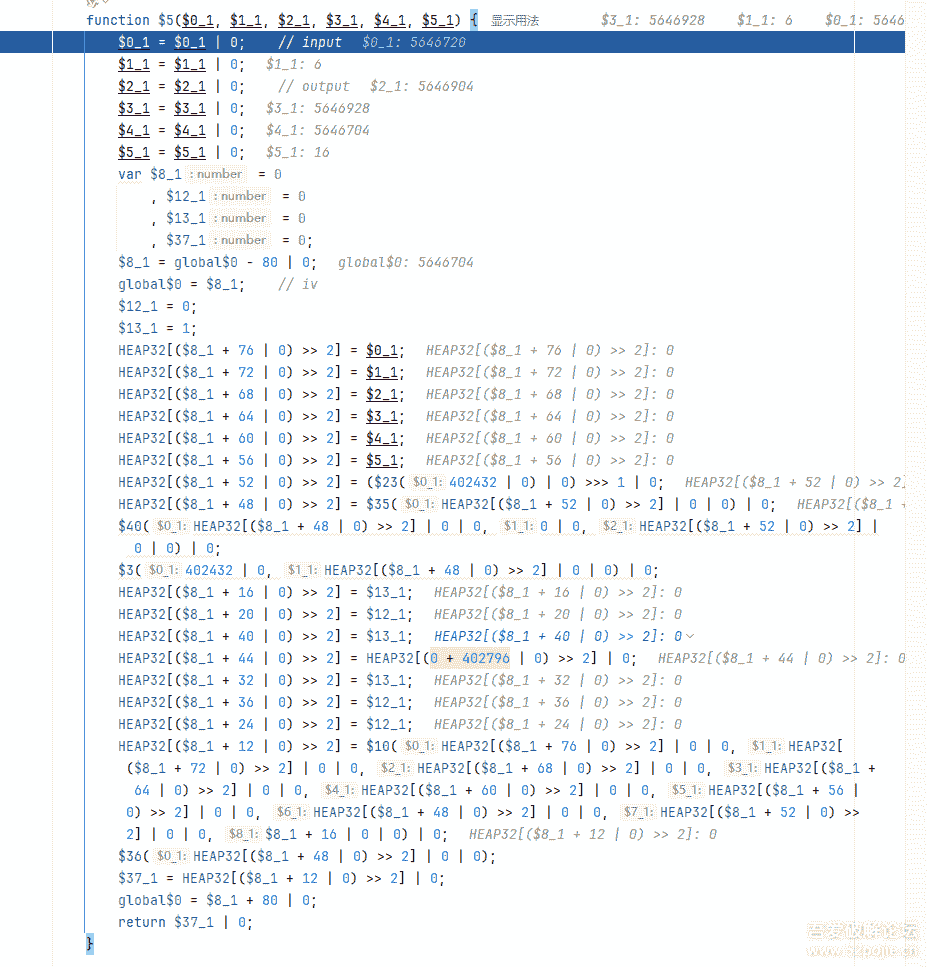 function $5($0_1, $1_1, $2_1, $3_1, $4_1, $5_1) { 显示用法 $_3_1: 5646928 $1_1: 6 $0_1: 5646
$0_1 = $0_1 | 0; // input $0_1: 5646720
$1_1 = $1_1 | 0; $1_1: 6
$2_1 = $2_1 | 0; // output $2_1: 5646904
$3_1 = $3_1 | 0; $3_1: 5646928
$4_1 = $4_1 | 0; $4_1: 5646704
$5_1 = $5_1 | 0; $5_1: 16
var $8_1 : number = 0
, $12_1 : number = 0
, $13_1 : number = 0
, $37_1 : number = 0;
$8_1 = global$0 - 80 | 0; global$0: 5646704
global$0 = $8_1; // iv
$12_1 = 0;
$13_1 = 1;
HEAP32[($8_1 + 76 | 0) >> 2] = $0_1; HEAP32[($8_1 + 76 | 0) >> 2]: 0
HEAP32[($8_1 + 72 | 0) >> 2] = $1_1; HEAP32[($8_1 + 72 | 0) >> 2]: 0
HEAP32[($8_1 + 68 | 0) >> 2] = $2_1; HEAP32[($8_1 + 68 | 0) >> 2]: 0
HEAP32[($8_1 + 64 | 0) >> 2] = $3_1; HEAP32[($8_1 + 64 | 0) >> 2]: 0
HEAP32[($8_1 + 60 | 0) >> 2] = $4_1; HEAP32[($8_1 + 60 | 0) >> 2]: 0
HEAP32[($8_1 + 56 | 0) >> 2] = $5_1; HEAP32[($8_1 + 56 | 0) >> 2]: 0
HEAP32[($8_1 + 52 | 0) >> 2] = ($23( $0_1: 402432 | 0) | 0) >>> 1 | 0; HEAP32[($8_1 + 52 | 0) >> 2]
HEAP32[($8_1 + 48 | 0) >> 2] = $35( $0_1: HEAP32[($8_1 + 52 | 0) >> 2] | 0 | 0) | 0; HEAP32[($8_1 +
$40( $0_1: HEAP32[($8_1 + 48 | 0) >> 2] | 0 | 0, $1_1: 0 | 0, $2_1: HEAP32[($8_1 + 52 | 0) >> 2] |
0 | 0) | 0;
$3( $0_1: 402432 | 0, $1_1: HEAP32[($8_1 + 48 | 0) >> 2] | 0 | 0) | 0;
HEAP32[($8_1 + 16 | 0) >> 2] = $13_1; HEAP32[($8_1 + 16 | 0) >> 2]: 0
HEAP32[($8_1 + 20 | 0) >> 2] = $12_1; HEAP32[($8_1 + 20 | 0) >> 2]: 0
HEAP32[($8_1 + 40 | 0) >> 2] = $13_1; HEAP32[($8_1 + 40 | 0) >> 2]: 0
HEAP32[($8_1 + 44 | 0) >> 2] = HEAP32[(0 + 402796 | 0) >> 2] | 0; HEAP32[($8_1 + 44 | 0) >> 2]: 0
HEAP32[($8_1 + 32 | 0) >> 2] = $13_1; HEAP32[($8_1 + 32 | 0) >> 2]: 0
HEAP32[($8_1 + 36 | 0) >> 2] = $12_1; HEAP32[($8_1 + 36 | 0) >> 2]: 0
HEAP32[($8_1 + 24 | 0) >> 2] = $12_1; HEAP32[($8_1 + 24 | 0) >> 2]: 0
HEAP32[($8_1 + 12 | 0) >> 2] = $10( $0_1: HEAP32[($8_1 + 76 | 0) >> 2] | 0 | 0, $1_1: HEAP32[
($8_1 + 72 | 0) >> 2] | 0 | 0, $2_1: HEAP32[($8_1 + 68 | 0) >> 2] | 0 | 0, $3_1: HEAP32[($8_1 +
64 | 0) >> 2] | 0 | 0, $4_1: HEAP32[($8_1 + 60 | 0) >> 2] | 0 | 0, $5_1: HEAP32[($8_1 + 56 |
0) >> 2] | 0 | 0, $6_1: HEAP32[($8_1 + 48 | 0) >> 2] | 0 | 0, $7_1: HEAP32[($8_1 + 52 | 0) >>
2] | 0 | 0, $8_1: $8_1 + 16 | 0 | 0) | 0; HEAP32[($8_1 + 12 | 0) >> 2]: 0
$36( $0_1: HEAP32[($8_1 + 48 | 0) >> 2] | 0 | 0);
$37_1 = HEAP32[($8_1 + 12 | 0) >> 2] | 0;
global$0 = $8_1 + 80 | 0;
return $37_1 | 0;
}
吾爱破解论坛
www.52pojie.cn